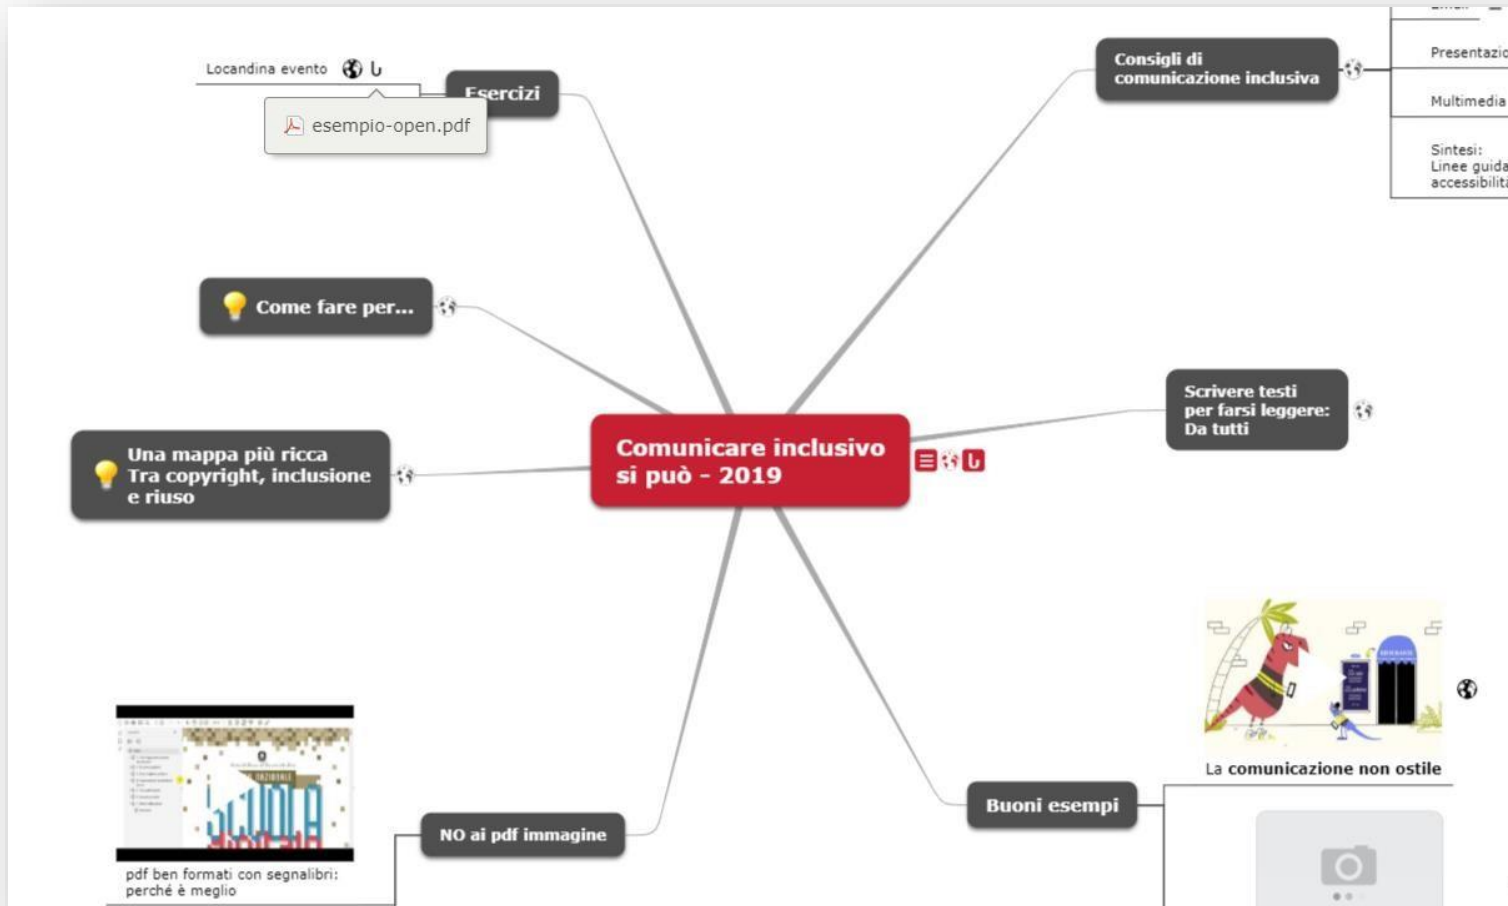 Locandina evento
Esercizi
esempio-open.pdf
Come fare per...
Una mappa più ricca
Tra copyright, inclusione
e riuso
Comunicare inclusivo
si può - 2019
Consigli di
comunicazione inclusiva
Presentazio
Multimedia
Sintesi:
Linee guida
accessibilità
Scrivere testi
per farsi leggere:
Da tutti
La comunicazione non ostile
Buoni esempi
NO ai pdf immagine
pdf ben formati con segnalibri:
perché è meglio